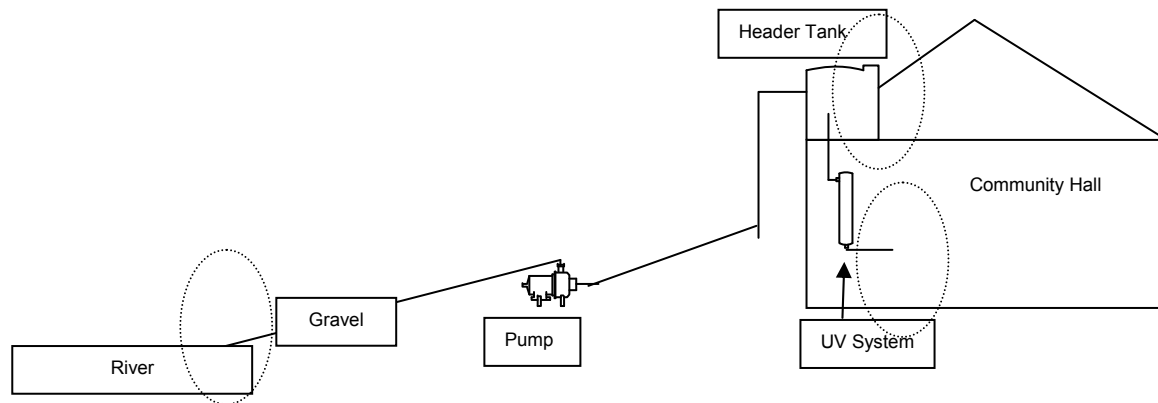 Header Tank
Community Hall
Gravel
Pump
UV System
River